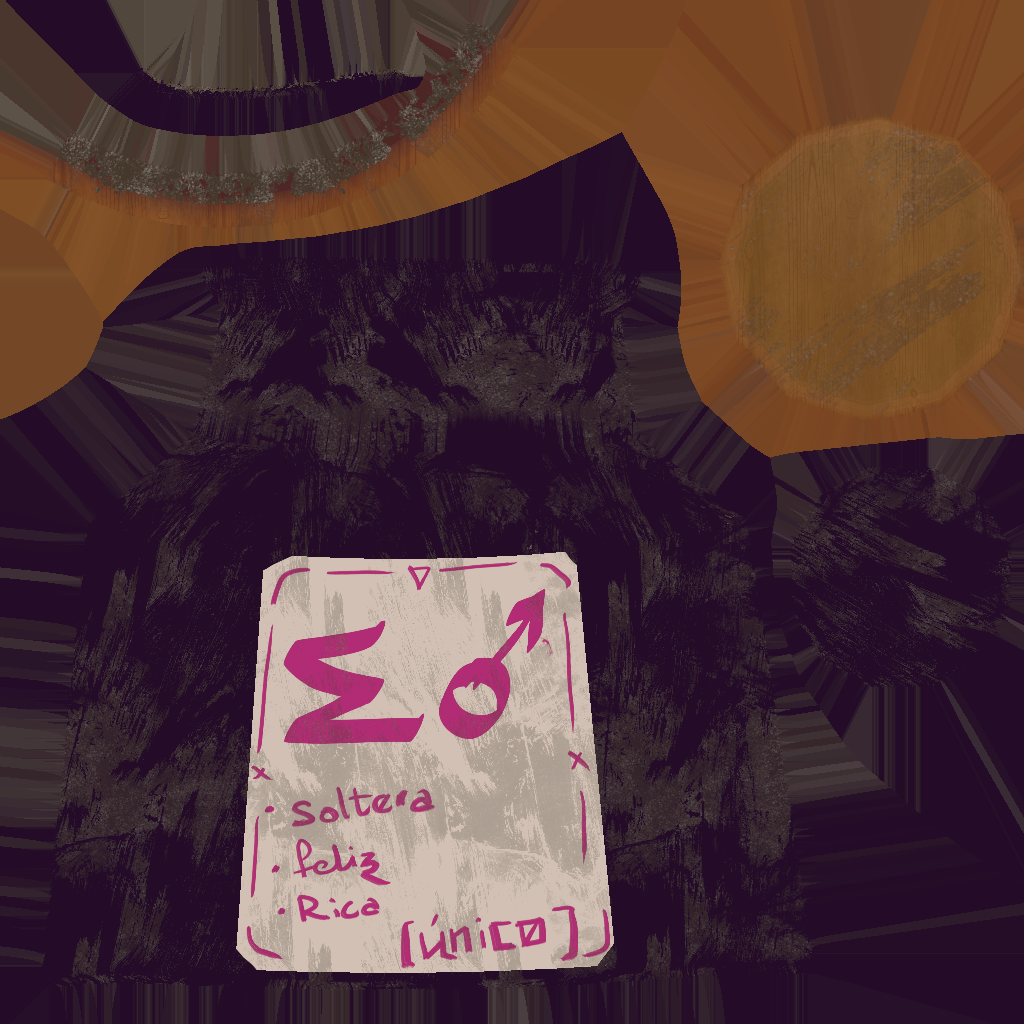 Σ♂
• Soltera
• feliz
• Rica
[únicO]